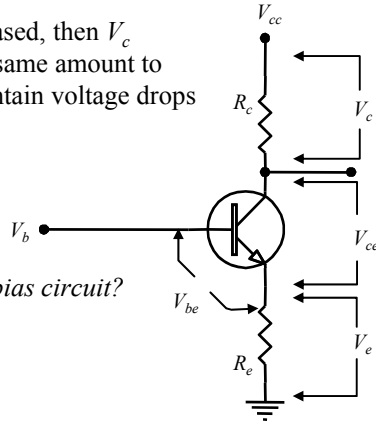 ased, then V_c
same amount to
ntain voltage drops
bias circuit?
V_cc
R_c
V_c
V_b
V_ce
V_be
R_e
V_e